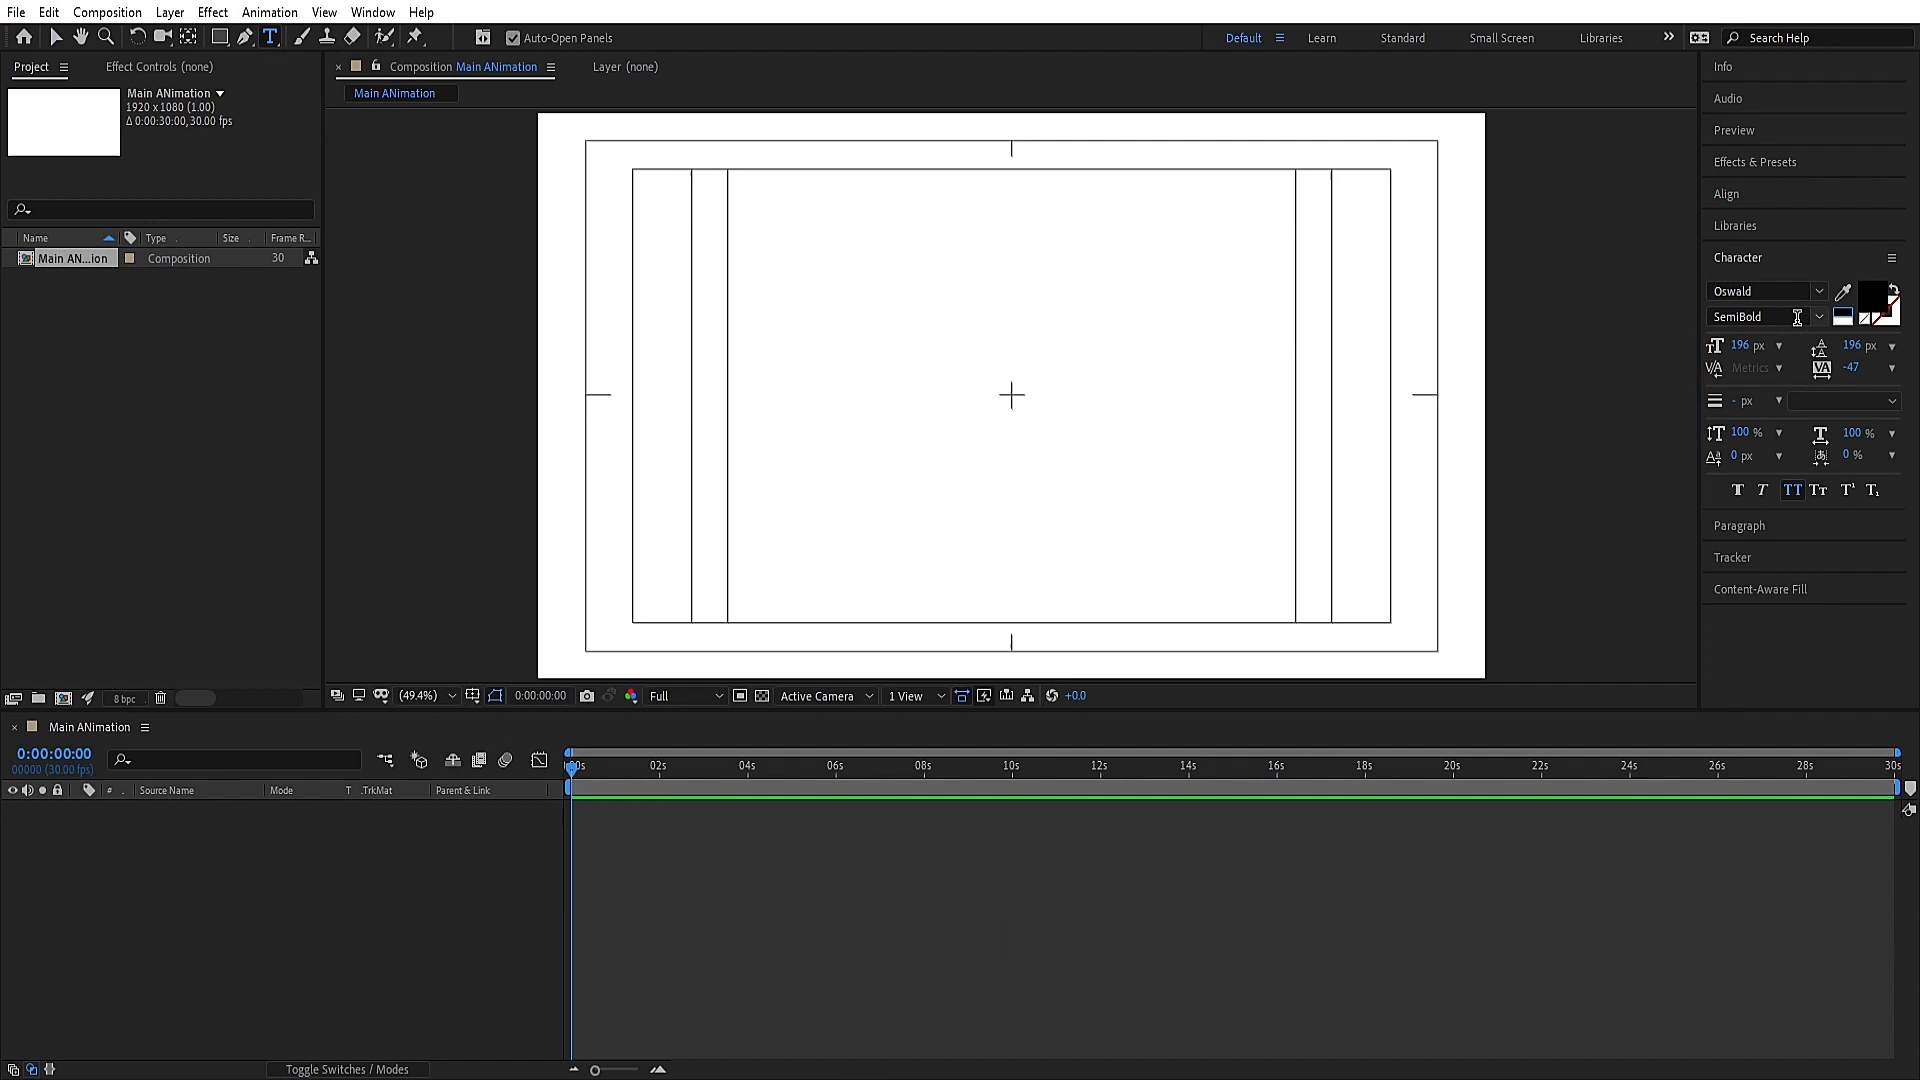 File Edit Composition Layer Effect Animation View Window Help
Auto-Open Panels Default Learn Standard Small Screen Libraries Search Help
Project Effect Controls (none) Composition Main ANimation Layer (none)
Main ANimation
1920 x 1080 (1.00)
Δ 0:00:30:00, 30.00 fps
Main ANimation
Name Type Size Frame R...
Main AN...ion Composition 30
Info
Audio
Preview
Effects & Presets
Align
Libraries
Character
Oswald
SemiBold
196 px 196 px
Metrics -47
- px
100 % 100 %
0 px 0 %
Paragraph
Tracker
Content-Aware Fill
8 bpc
(49.4%) 0:00:00:00 Full Active Camera 1 View +0.0
Main ANimation
0:00:00:00
00000 (30.00 fps)
00s 02s 04s 06s 08s 10s 12s 14s 16s 18s 20s 22s 24s 26s 28s 30s
# Source Name Mode T .TrkMat Parent & Link
Toggle Switches / Modes